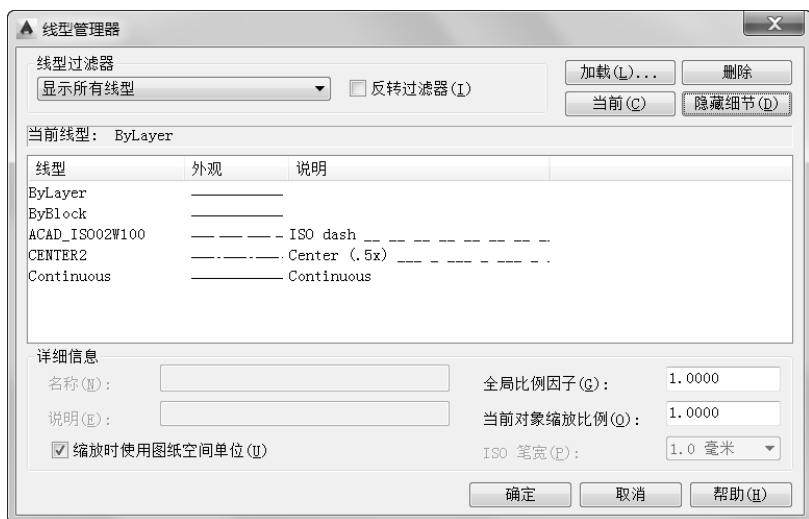 线型管理器
线型过滤器
显示所有线型
反转过滤器(I)
加载(L)...
删除
当前(C)
隐藏细节(D)
当前线型: ByLayer
线型 外观 说明
ByLayer
ByBlock
ACAD_ISO02W100 ISO dash __ __ __ __ __ __ __ __ __ _.
CENTER2 Center (.5x) ___ _ ___ _ ___ _ ___ _ .
Continuous Continuous
详细信息
名称(N):
全局比例因子(G): 1.0000
说明(E):
当前对象缩放比例(O): 1.0000
缩放时使用图纸空间单位(U)
ISO 笔宽(P): 1.0 毫米
确定 取消 帮助(H)